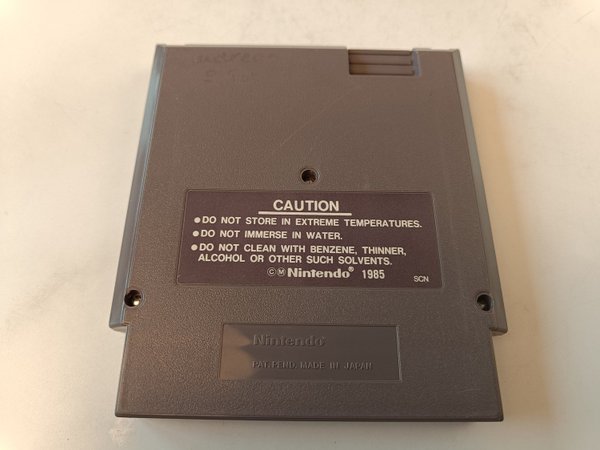 CAUTION
●DO NOT STORE IN EXTREME TEMPERATURES.
●DO NOT IMMERSE IN WATER.
●DO NOT CLEAN WITH BENZENE, THINNER,
ALCOHOL OR OTHER SUCH SOLVENTS.
©Ⓜ Nintendo® 1985
SCN
Nintendo®
PAT. PEND. MADE IN JAPAN